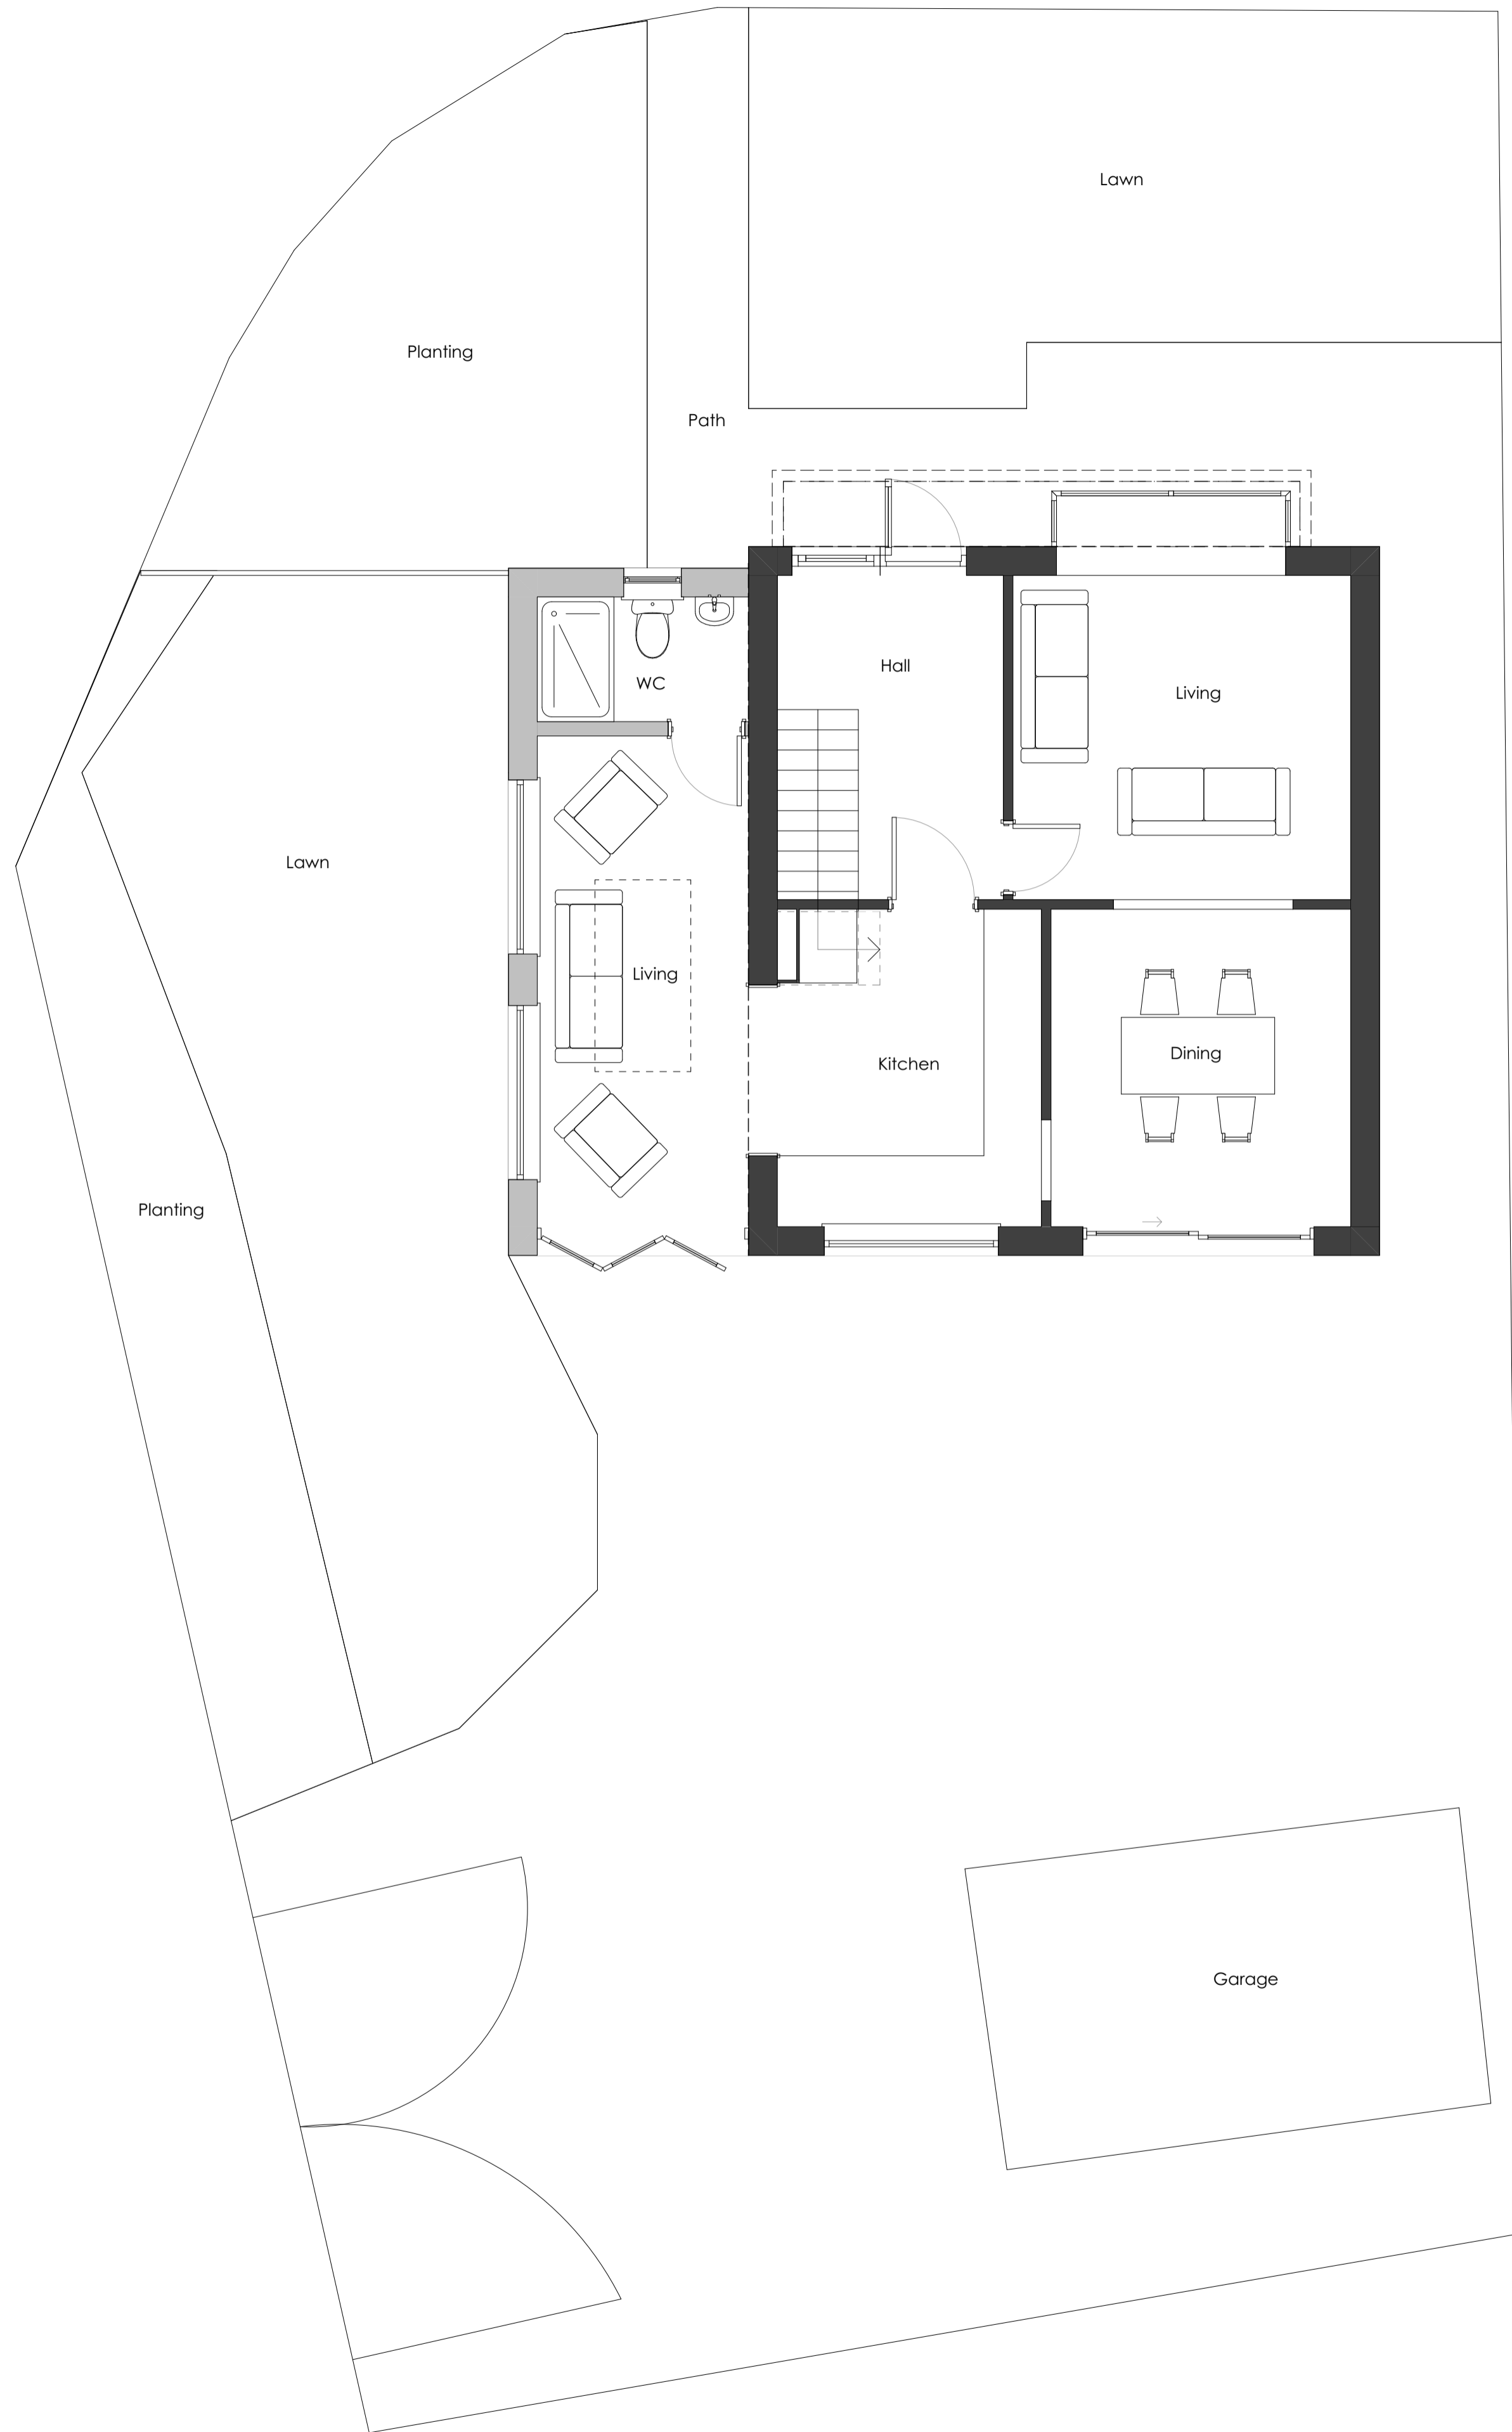 Lawn
Planting
Path
Hall
WC
Living
Lawn
Living
Kitchen
Dining
Planting
Garage